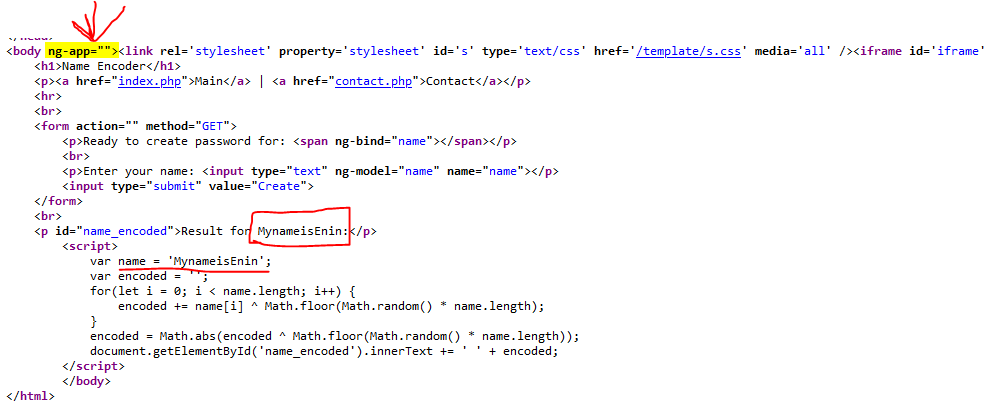 <body ng-app=""><link rel='stylesheet' property='stylesheet' id='s' type='text/css' href='/template/s.css' media='all' /><iframe id='iframe'
<h1>Name Encoder</h1>
<p><a href="index.php">Main</a> | <a href="contact.php">Contact</a></p>
<hr>
<br>
<form action="" method="GET">
<p>Ready to create password for: <span ng-bind="name"></span></p>
<br>
<p>Enter your name: <input type="text" ng-model="name" name="name"></p>
<input type="submit" value="Create">
</form>
<br>
<p id="name_encoded">Result for MynameisEnin:</p>
<script>
var name = 'MynameisEnin';
var encoded = '';
for(let i = 0; i < name.length; i++) {
encoded += name[i] ^ Math.floor(Math.random() * name.length);
}
encoded = Math.abs(encoded ^ Math.floor(Math.random() * name.length));
document.getElementById('name_encoded').innerText += ' ' + encoded;
</script>
</body>
</html>